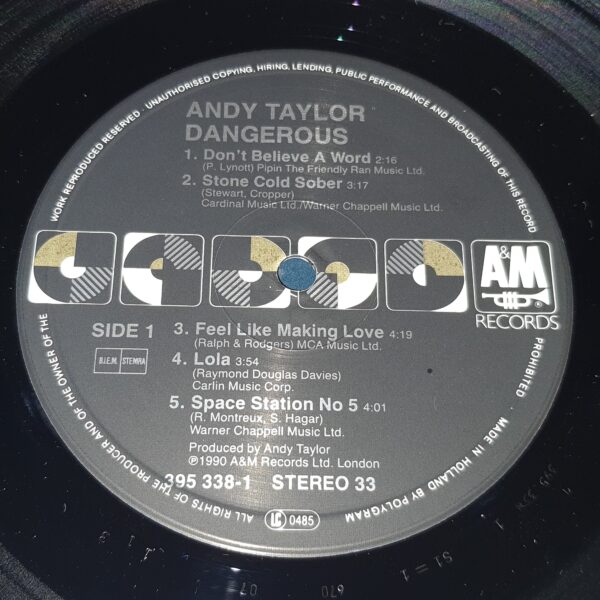 WORK REPRODUCED RESERVED. UNAUTHORISED COPYING, HIRING, LENDING, PUBLIC PERFORMANCE AND BROADCASTING OF THIS RECORD
ANDY TAYLOR
DANGEROUS
1. Don't Believe A Word 2:16
(P. Lynott) Pipin The Friendly Ran Music Ltd.
2. Stone Cold Sober 3:17
(Stewart, Cropper)
Cardinal Music Ltd./Warner Chappell Music Ltd.
A&M
®
RECORDS
SIDE 1
B.I.E.M. STEMRA
3. Feel Like Making Love 4:19
(Ralph & Rodgers) MCA Music Ltd.
4. Lola 3:54
(Raymond Douglas Davies)
Carlin Music Corp.
5. Space Station No 5 4:01
(R. Montreux, S. Hagar)
Warner Chappell Music Ltd.
Produced by Andy Taylor
℗1990 A&M Records Ltd. London
395 338-1 STEREO 33
LC 0485
ALL RIGHTS OF THE PRODUCER AND OF THE OWNER OF THE
PROHIBITED
MADE IN HOLLAND BY POLYGRAM